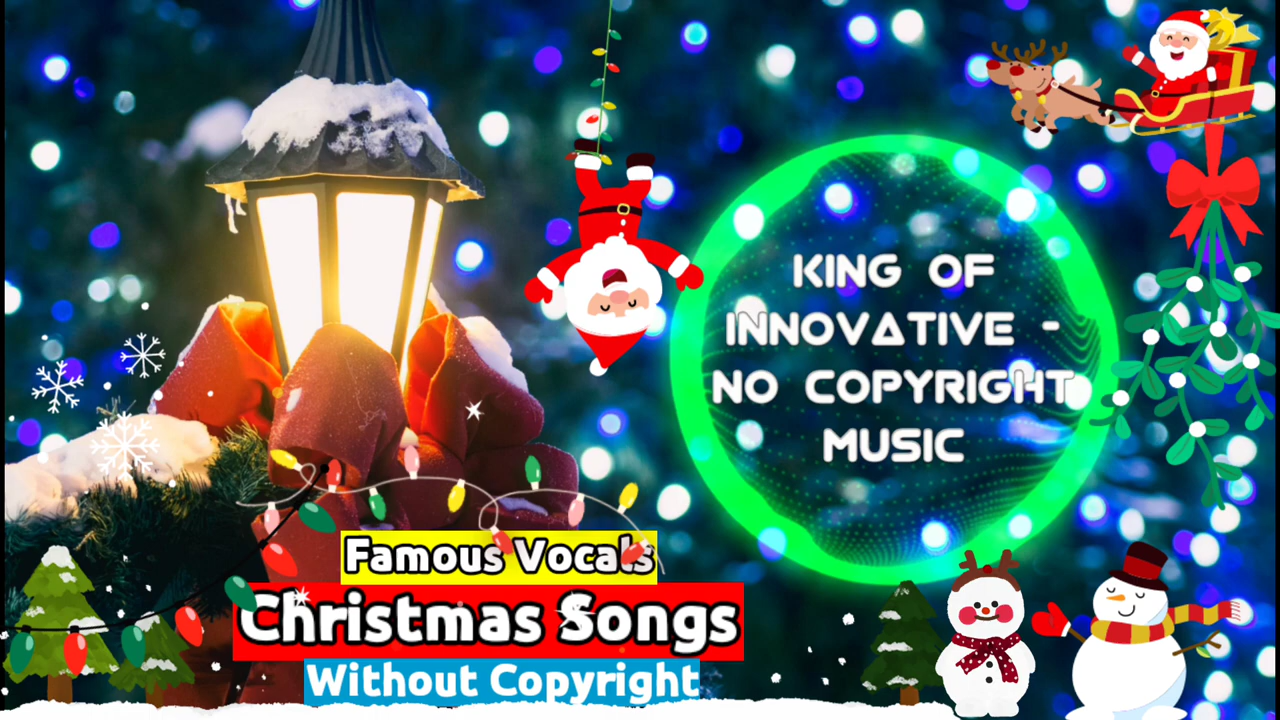 KING OF
INNOVATIVE -
NO COPYRIGHT
MUSIC
Famous Vocals
Christmas Songs
Without Copyright